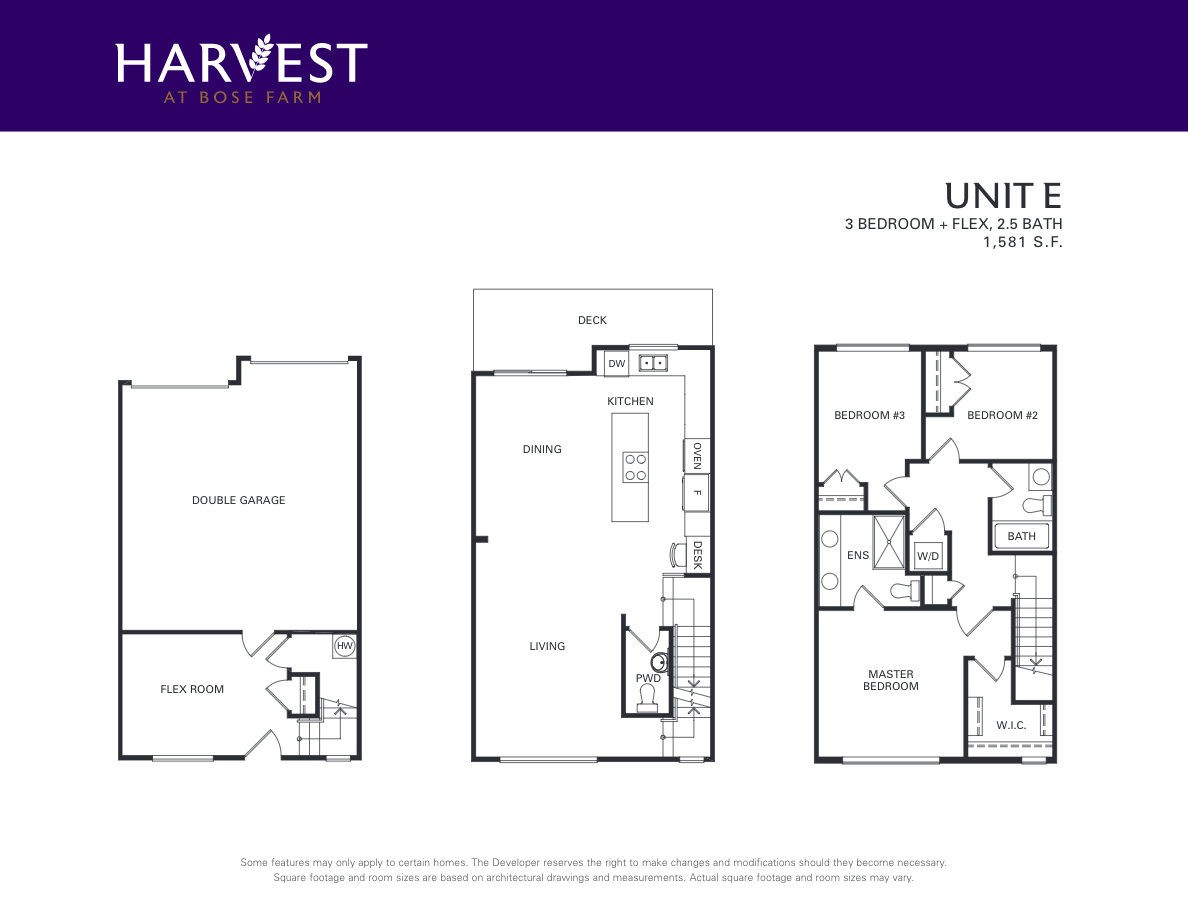 HARVEST
AT BOSE FARM
UNIT E
3 BEDROOM + FLEX, 2.5 BATH
1,581 S.F.
DOUBLE GARAGE
HW
FLEX ROOM
DECK
DW
KITCHEN
DINING
OVEN
F
DESK
LIVING
PWD
BEDROOM #3
BEDROOM #2
BATH
ENS
W/D
MASTER
BEDROOM
W.I.C.
Some features may only apply to certain homes. The Developer reserves the right to make changes and modifications should they become necessary.
Square footage and room sizes are based on architectural drawings and measurements. Actual square footage and room sizes may vary.